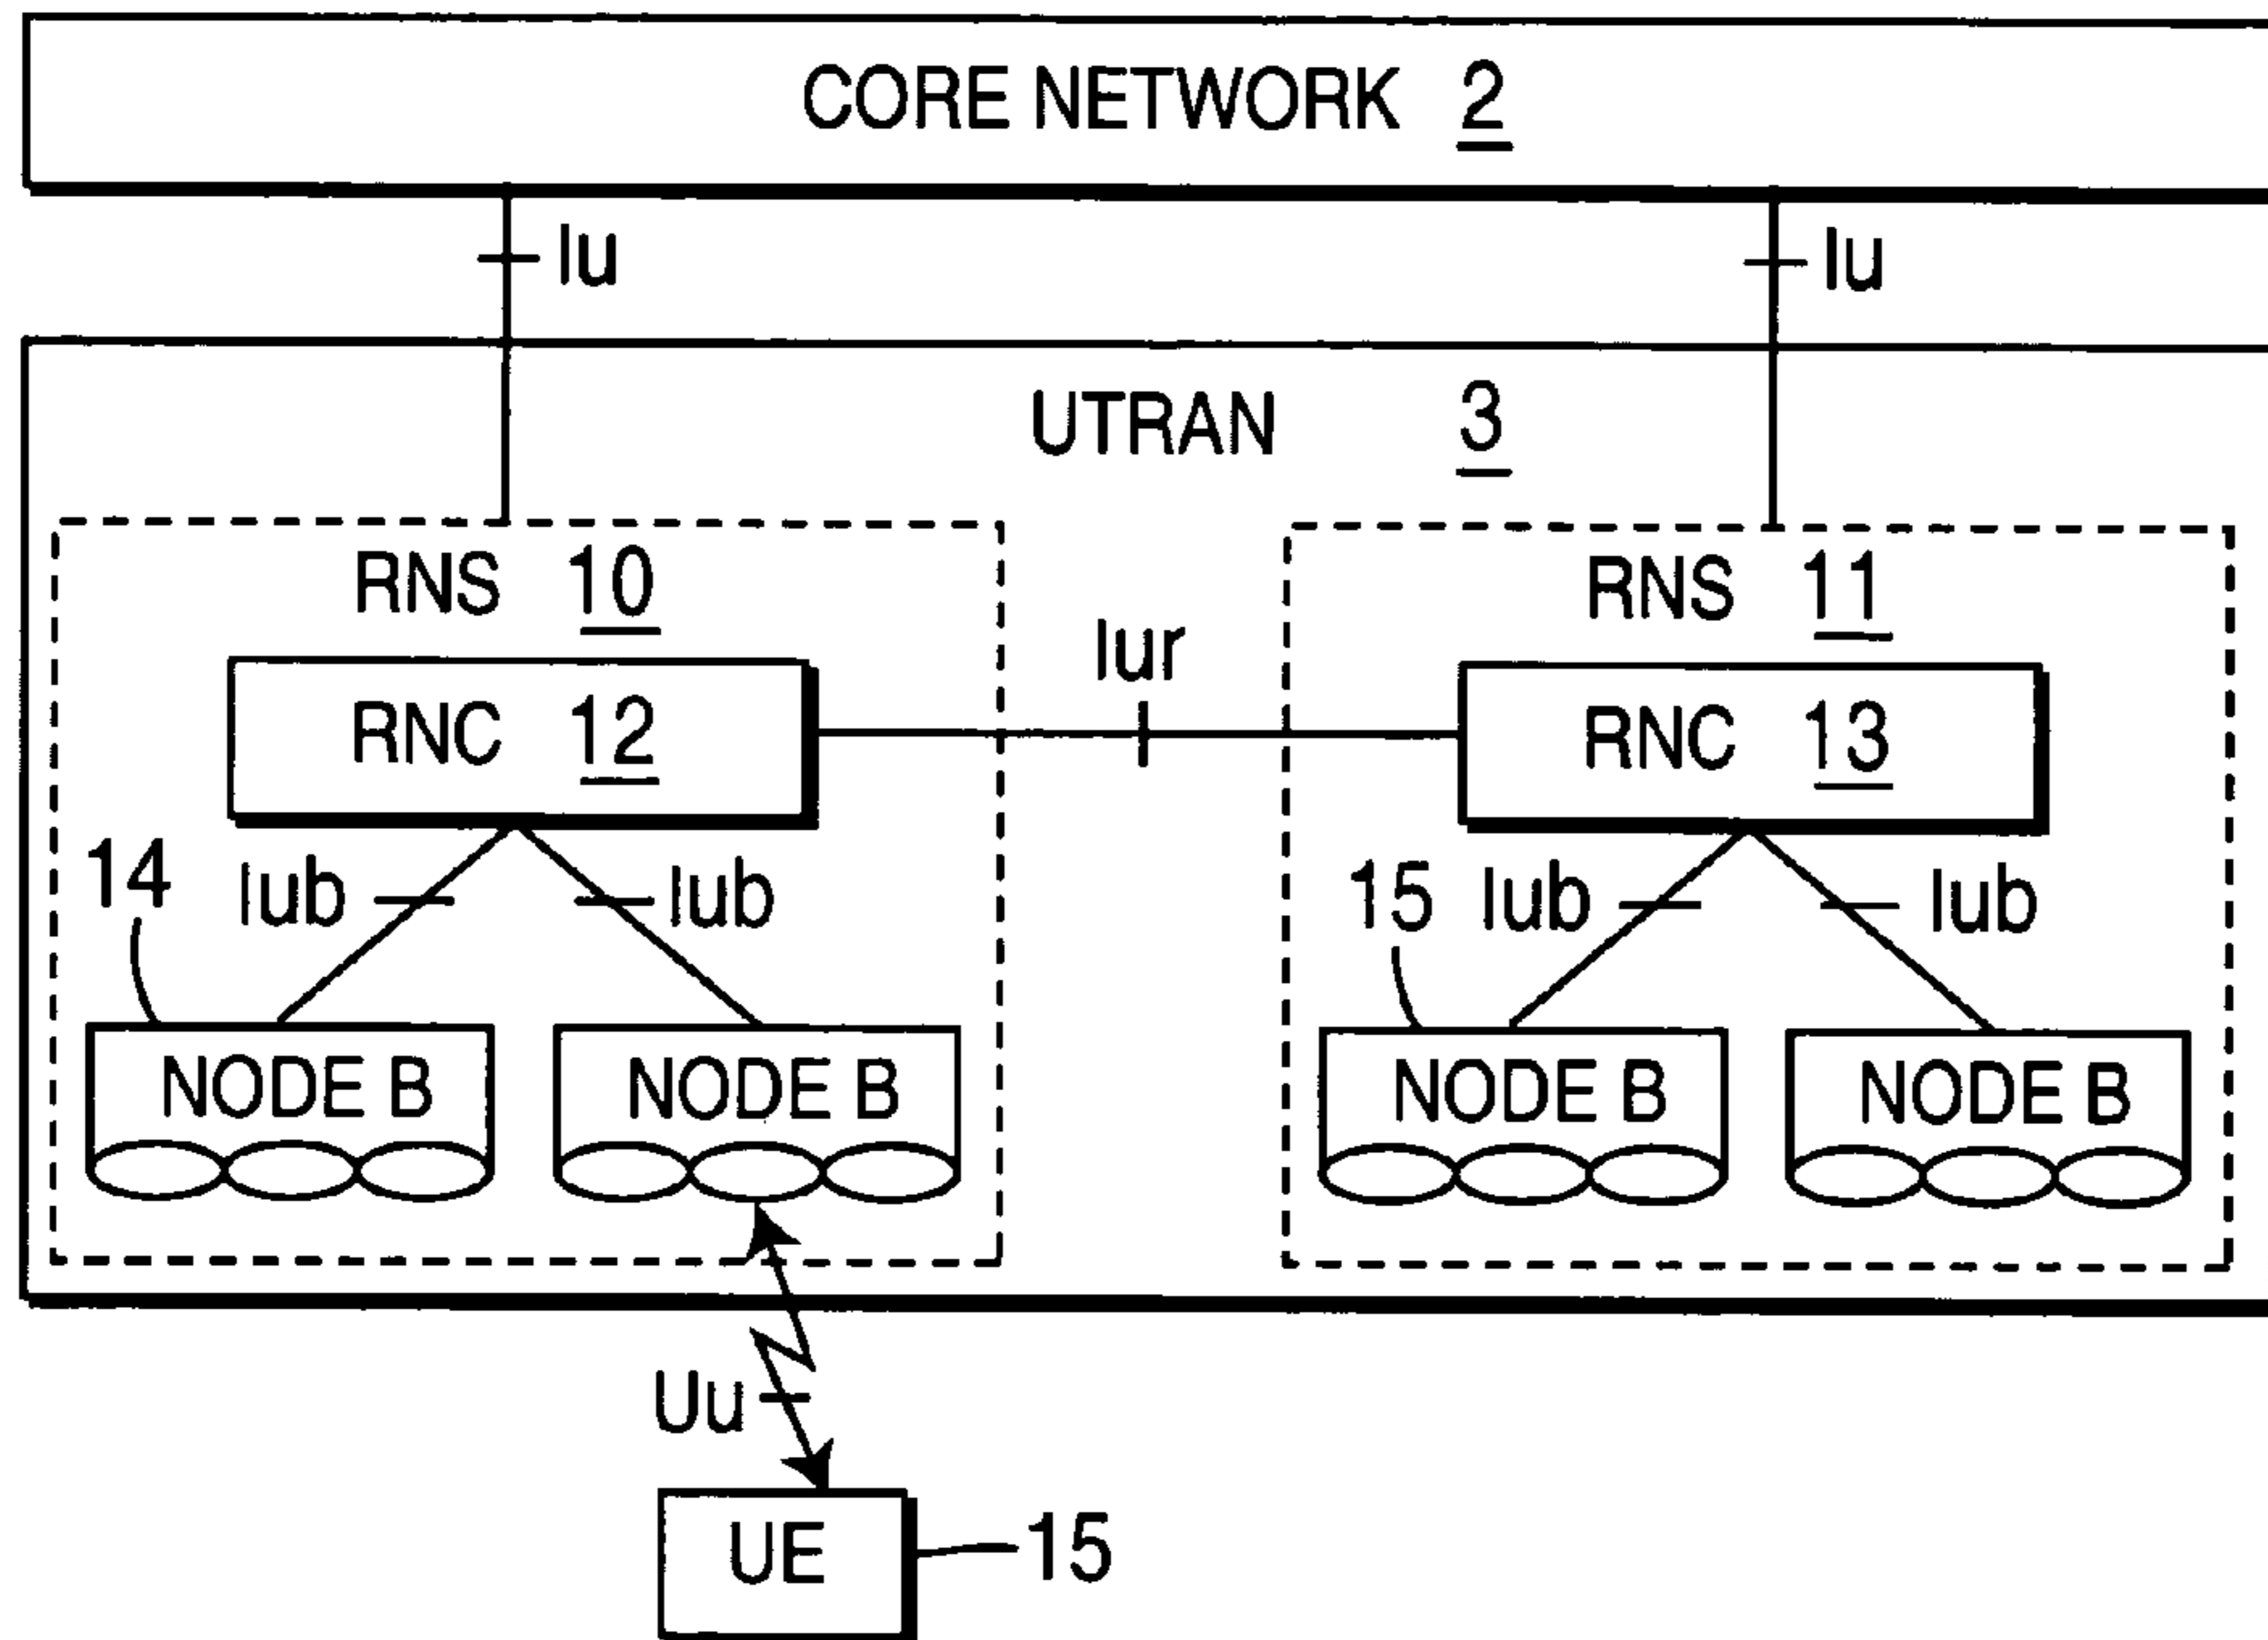 CORE NETWORK 2
Iu Iu
UTRAN 3
RNS 10 RNS 11
Iur
RNC 12 RNC 13
14 Iub Iub 15 Iub Iub
NODE B NODE B NODE B NODE B
Uu
UE 15